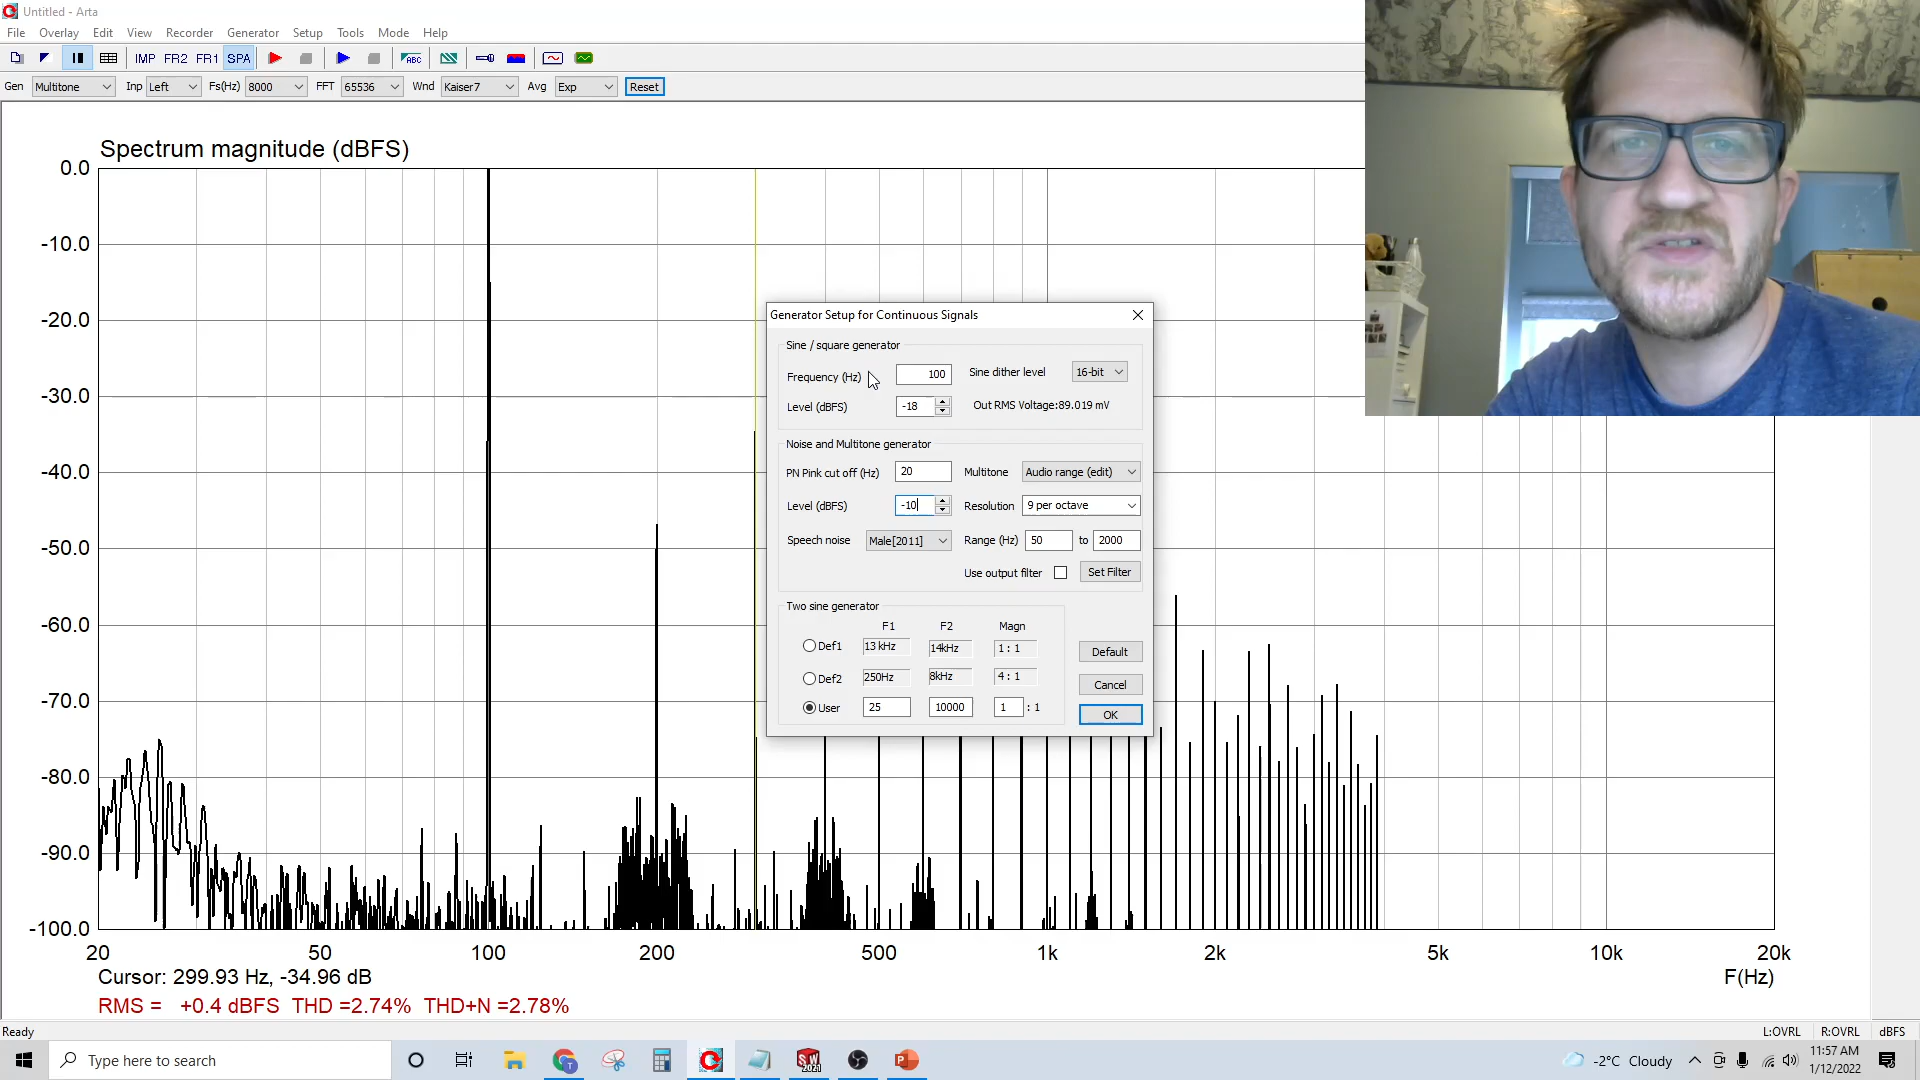 Untitled - Arta
File Overlay Edit View Recorder Generator Setup Tools Mode Help
IMP FR2 FR1 SPA ABC
Gen Multitone Inp Left Fs(Hz) 8000 FFT 65536 Wnd Kaiser7 Avg Exp Reset
Spectrum magnitude (dBFS)
0.0
-10.0
-20.0
-30.0
-40.0
-50.0
-60.0
-70.0
-80.0
-90.0
-100.0
20 50 100 200 500 1k 2k 5k 10k 20k
F(Hz)
Cursor: 299.93 Hz, -34.96 dB
RMS = +0.4 dBFS THD =2.74% THD+N =2.78%
Generator Setup for Continuous Signals
Sine / square generator
Frequency (Hz) 100 Sine dither level 16-bit
Level (dBFS) -18 Out RMS Voltage:89.019 mV
Noise and Multitone generator
PN Pink cut off (Hz) 20 Multitone Audio range (edit)
Level (dBFS) -10 Resolution 9 per octave
Speech noise Male[2011] Range (Hz) 50 to 2000
Use output filter Set Filter
Two sine generator
F1 F2 Magn
Def1 13 kHz 14kHz 1 : 1
Def2 250Hz 8kHz 4 : 1
User 25 10000 1 : 1
Default
Cancel
OK
Ready L:OVRL R:OVRL dBFS
Type here to search
T
SW
2021
P
-2°C Cloudy
11:57 AM
1/12/2022